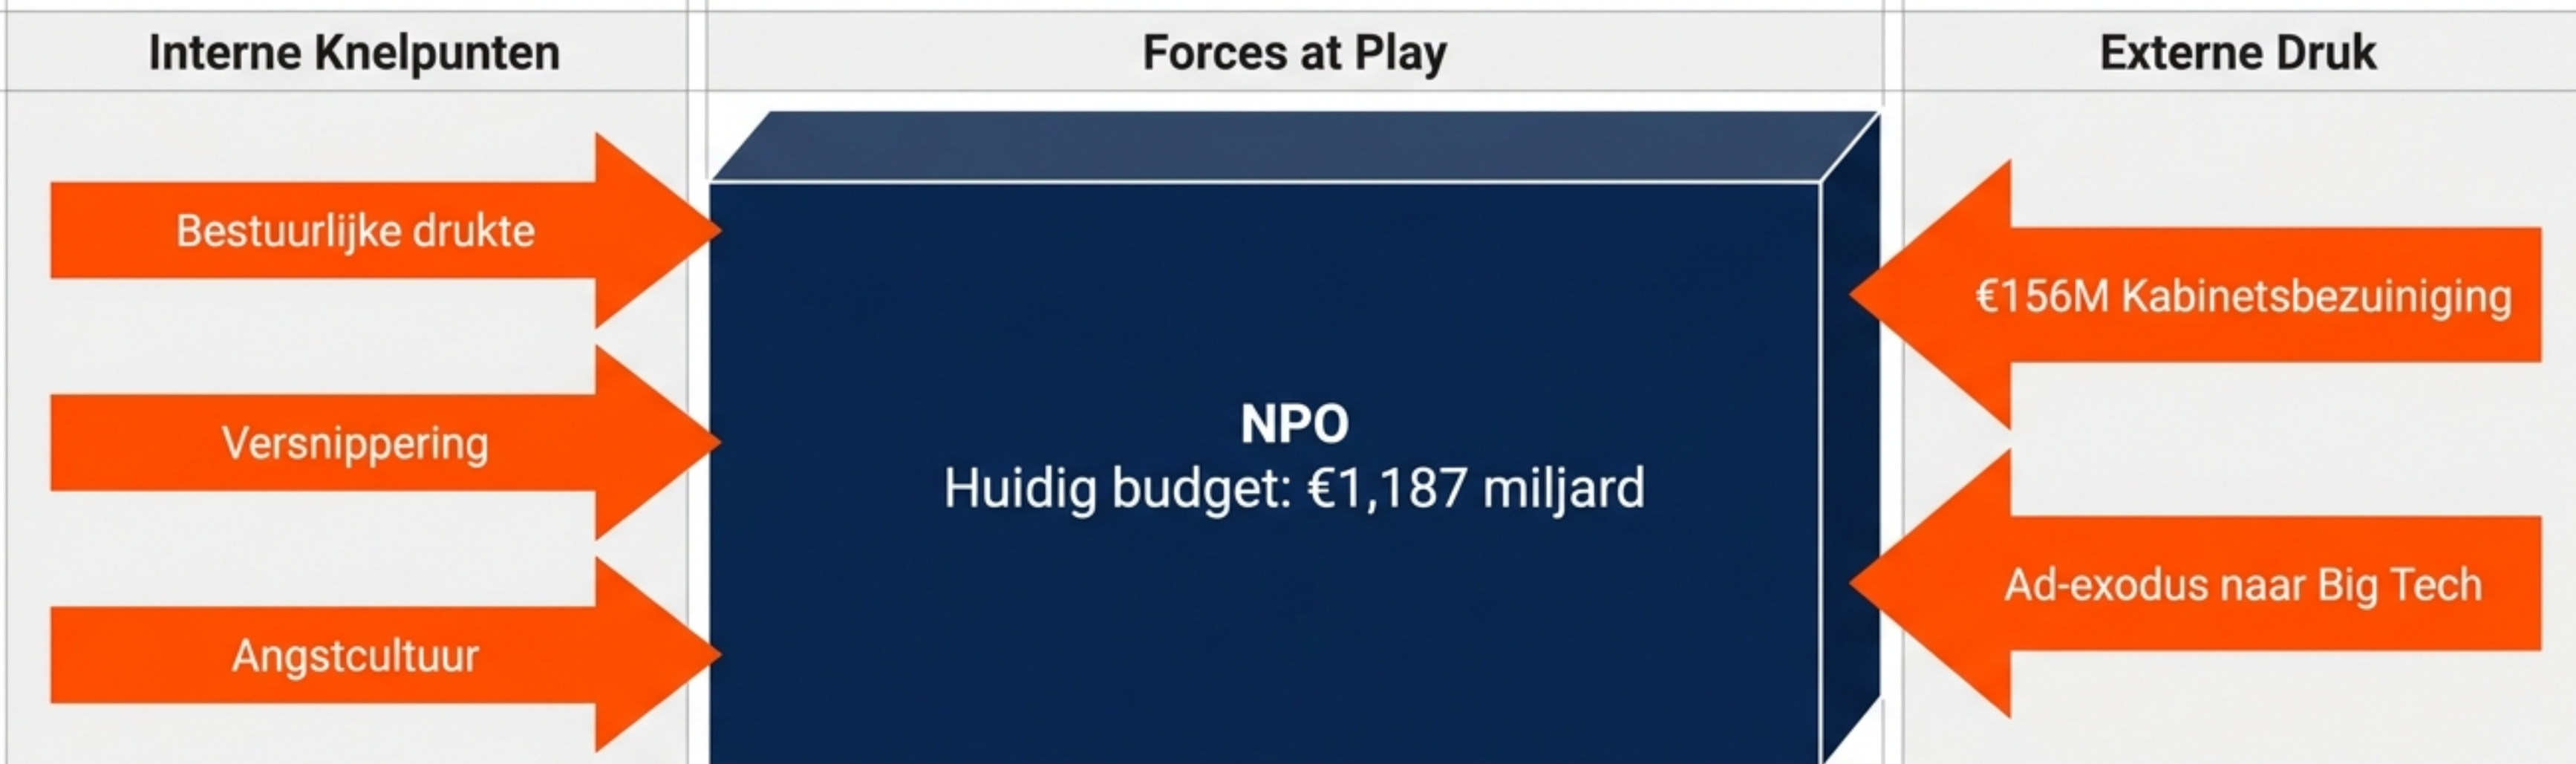 Interne Knelpunten
Forces at Play
Externe Druk
Bestuurlijke drukte
Versnippering
Angstcultuur
NPO
Huidig budget: €1,187 miljard
€156M Kabinetsbezuiniging
Ad-exodus naar Big Tech